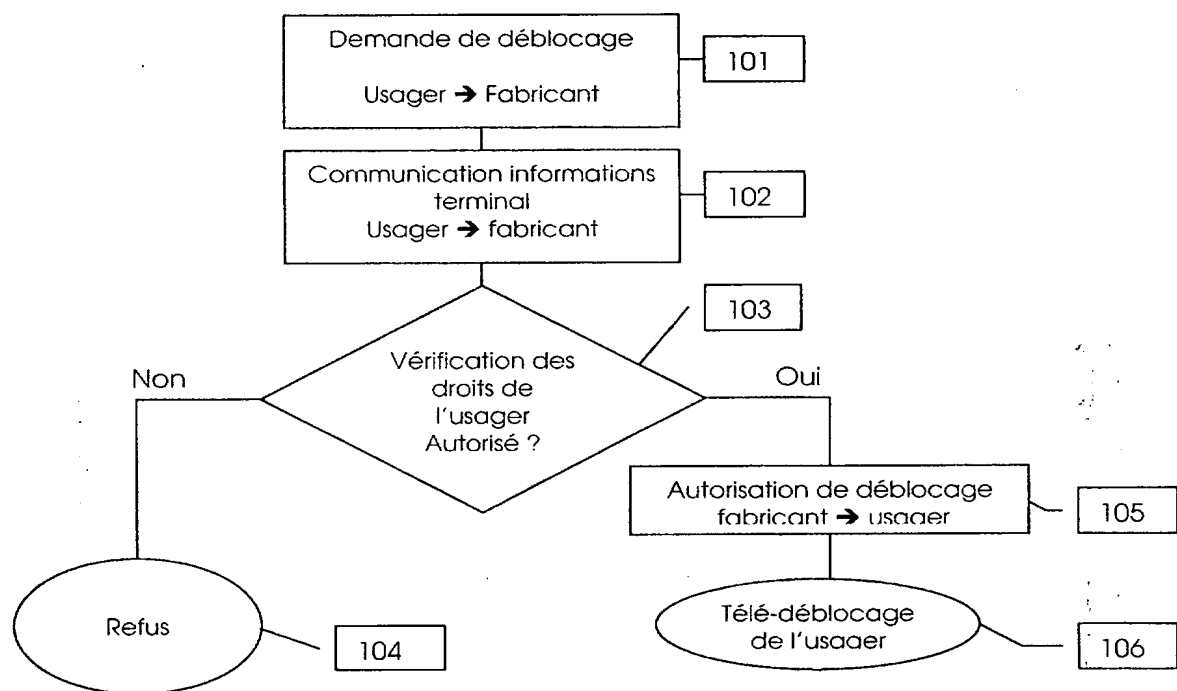 Demande de déblocage
Usager ➔ Fabricant
101
Communication informations
terminal
Usager ➔ fabricant
102
103
Vérification des
droits de
l'usager
Autorisé ?
Non
Oui
Autorisation de déblocage
fabricant ➔ usager
105
Refus
104
Télé-déblocage
de l'usager
106